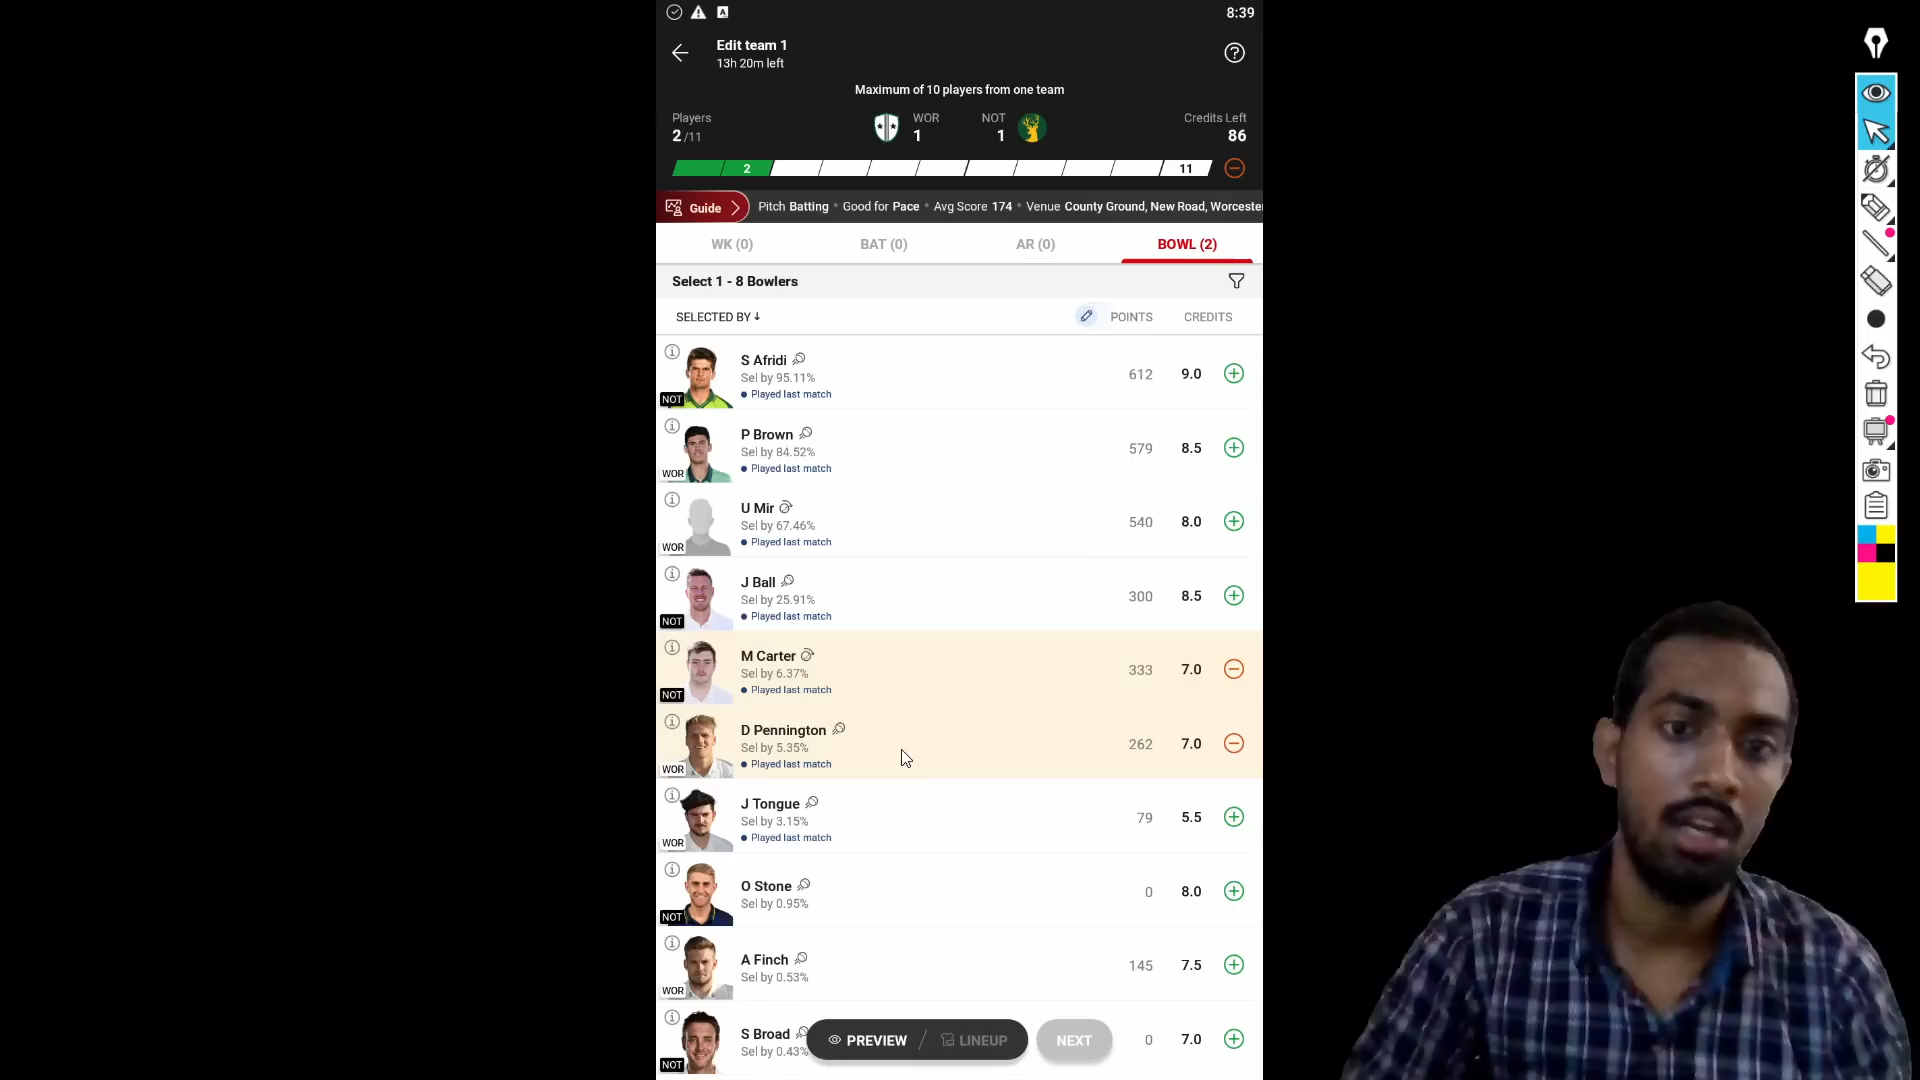 8:39
Edit team 1
13h 20m left
Maximum of 10 players from one team
Players
2 /11
WOR
1
NOT
1
Credits Left
86
2
11
Guide
Pitch Batting • Good for Pace • Avg Score 174 • Venue County Ground, New Road, Worcester
WK (0)
BAT (0)
AR (0)
BOWL (2)
Select 1 - 8 Bowlers
SELECTED BY
POINTS
CREDITS
S Afridi
Sel by 95.11%
Played last match
NOT
612
9.0
P Brown
Sel by 84.52%
Played last match
WOR
579
8.5
U Mir
Sel by 67.46%
Played last match
WOR
540
8.0
J Ball
Sel by 25.91%
Played last match
NOT
300
8.5
M Carter
Sel by 6.37%
Played last match
NOT
333
7.0
D Pennington
Sel by 5.35%
Played last match
WOR
262
7.0
J Tongue
Sel by 3.15%
Played last match
WOR
79
5.5
O Stone
Sel by 0.95%
NOT
0
8.0
A Finch
Sel by 0.53%
WOR
145
7.5
S Broad
Sel by 0.43%
NOT
0
7.0
PREVIEW
LINEUP
NEXT